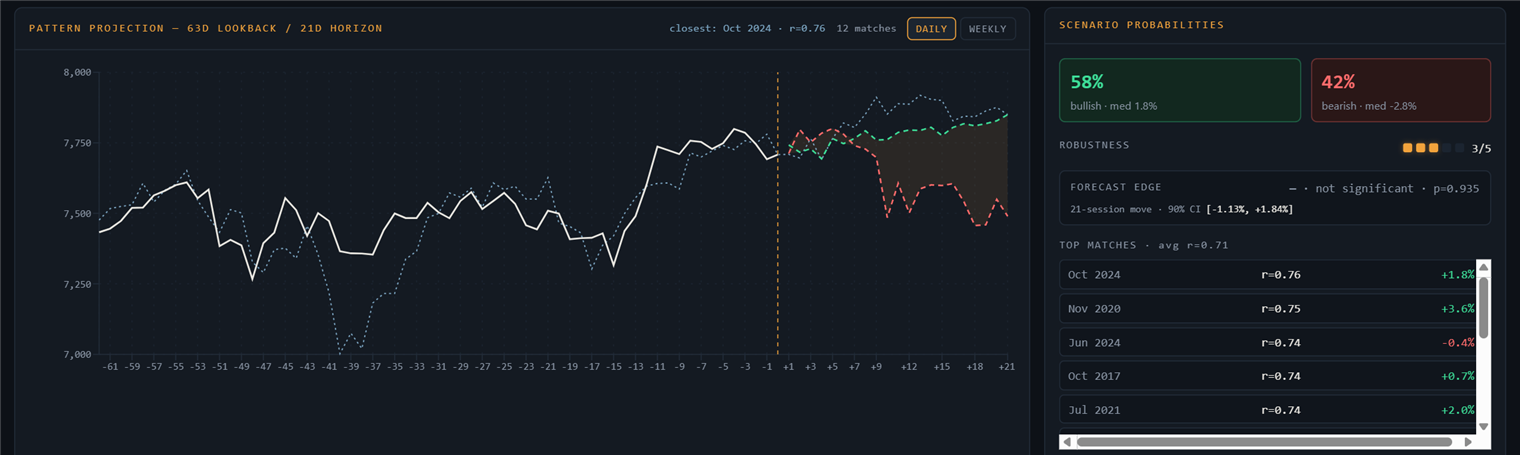 PATTERN PROJECTION — 63D LOOKBACK / 21D HORIZON
closest: Oct 2024 · r=0.76 12 matches DAILY WEEKLY
8,000
7,750
7,500
7,250
7,000
-61 -59 -57 -55 -53 -51 -49 -47 -45 -43 -41 -39 -37 -35 -33 -31 -29 -27 -25 -23 -21 -19 -17 -15 -13 -11 -9 -7 -5 -3 -1 +1 +3 +5 +7 +9 +12 +15 +18 +21
SCENARIO PROBABILITIES
58%
bullish · med 1.8%
42%
bearish · med -2.8%
ROBUSTNESS 3/5
FORECAST EDGE — · not significant · p=0.935
21-session move · 90% CI [-1.13%, +1.84%]
TOP MATCHES · avg r=0.71
Oct 2024 r=0.76 +1.8%
Nov 2020 r=0.75 +3.6%
Jun 2024 r=0.74 -0.4%
Oct 2017 r=0.74 +0.7%
Jul 2021 r=0.74 +2.0%